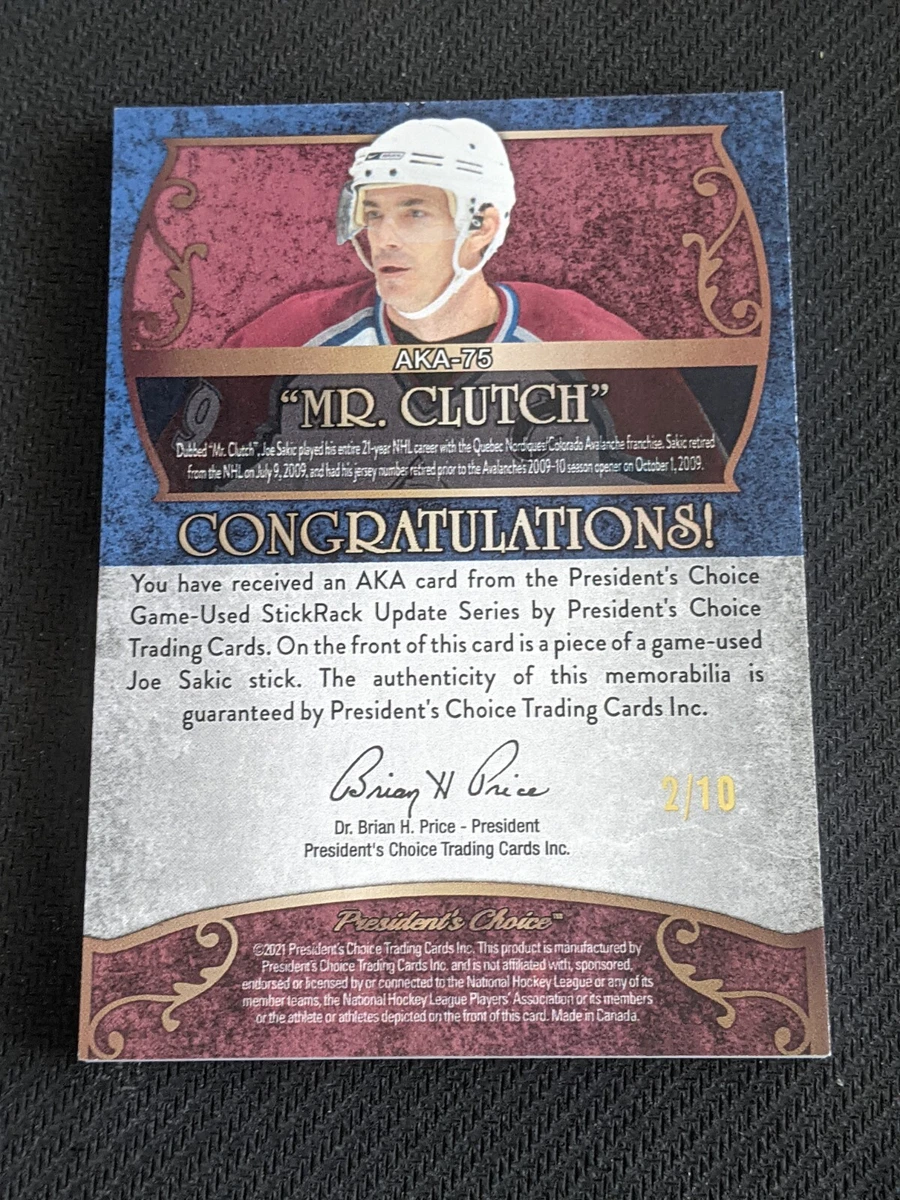 AKA-75
"MR. CLUTCH"
Dubbed "Mr. Clutch", Joe Sakic played his entire 21-year NHL career with the Quebec Nordiques/Colorado Avalanche franchise. Sakic retired
from the NHL on July 9, 2009, and had his jersey number retired prior to the Avalanche's 2009-10 season opener on October 1, 2009.
CONGRATULATIONS!
You have received an AKA card from the President's Choice
Game-Used StickRack Update Series by President's Choice
Trading Cards. On the front of this card is a piece of a game-used
Joe Sakic stick. The authenticity of this memorabilia is
guaranteed by President's Choice Trading Cards Inc.
Brian H Price
2/10
Dr. Brian H. Price - President
President's Choice Trading Cards Inc.
President's Choice™
©2021 President's Choice Trading Cards Inc. This product is manufactured by
President's Choice Trading Cards Inc. and is not affiliated with, sponsored,
endorsed or licensed by or connected to the National Hockey League or any of its
member teams, the National Hockey League Players' Association or its members
or the athlete or athletes depicted on the front of this card. Made in Canada.